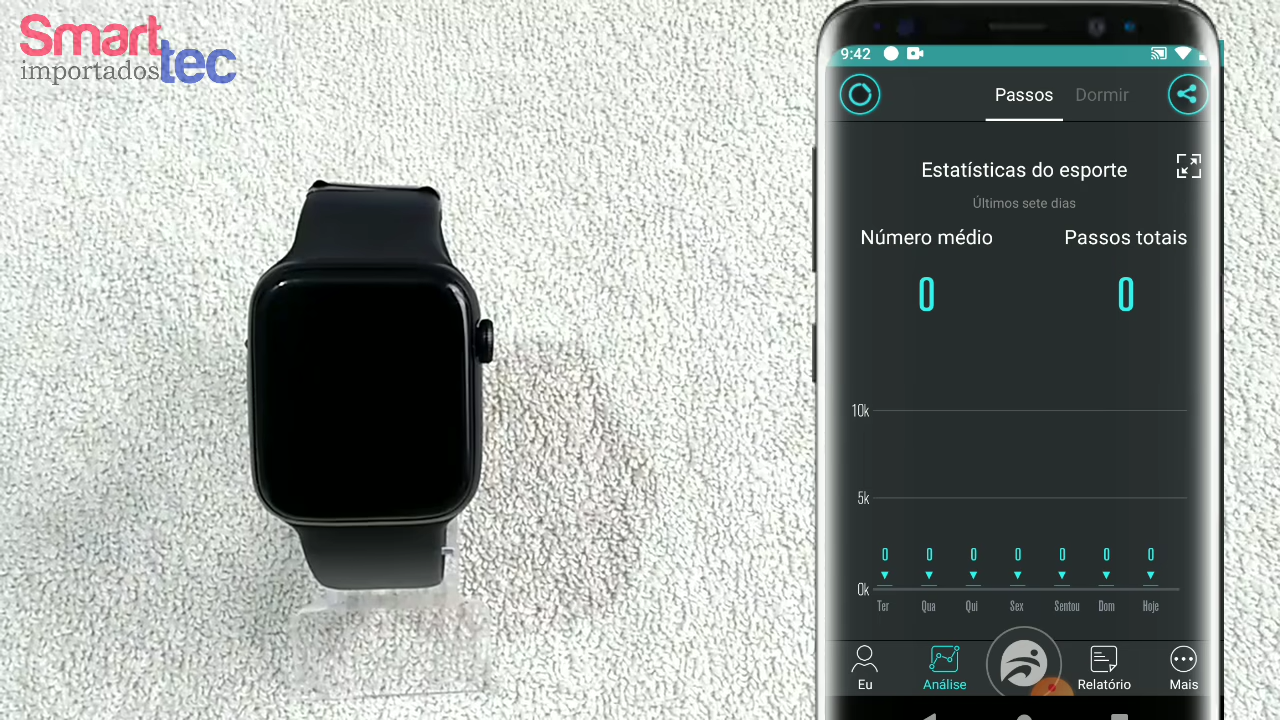 Smart
importados tec
9:42
Passos Dormir
Estatísticas do esporte
Últimos sete dias
Número médio Passos totais
0 0
10k
5k
0 0 0 0 0 0 0
0k
Ter Qua Qui Sex Sentou Dom Hoje
Eu Análise Relatório Mais